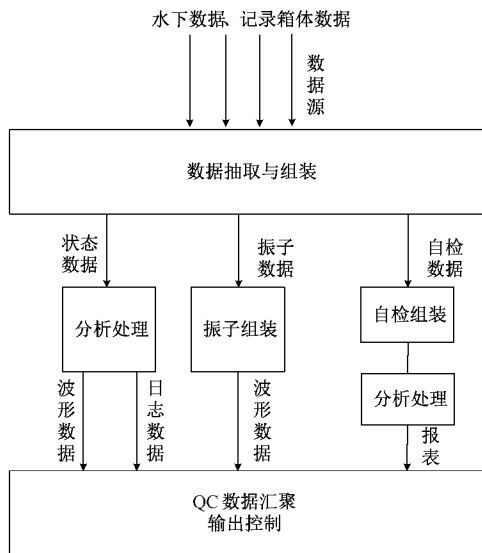 水下数据、记录箱体数据
数据源
数据抽取与组装
状态
数据
振子
数据
自检
数据
分析处理
振子组装
自检组装
分析处理
波形数据
日志数据
波形数据
报表
QC 数据汇聚
输出控制